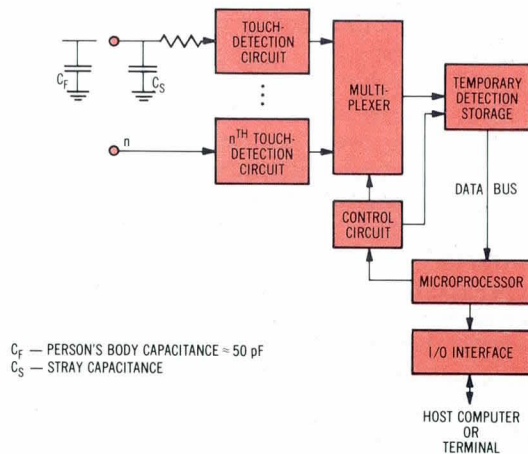 TOUCH-
DETECTION
CIRCUIT
C_F
C_S
n
n^TH TOUCH-
DETECTION
CIRCUIT
MULTI-
PLEXER
TEMPORARY
DETECTION
STORAGE
CONTROL
CIRCUIT
DATA BUS
MICROPROCESSOR
I/O INTERFACE
HOST COMPUTER
OR
TERMINAL
C_F — PERSON'S BODY CAPACITANCE ≈ 50 pF
C_S — STRAY CAPACITANCE